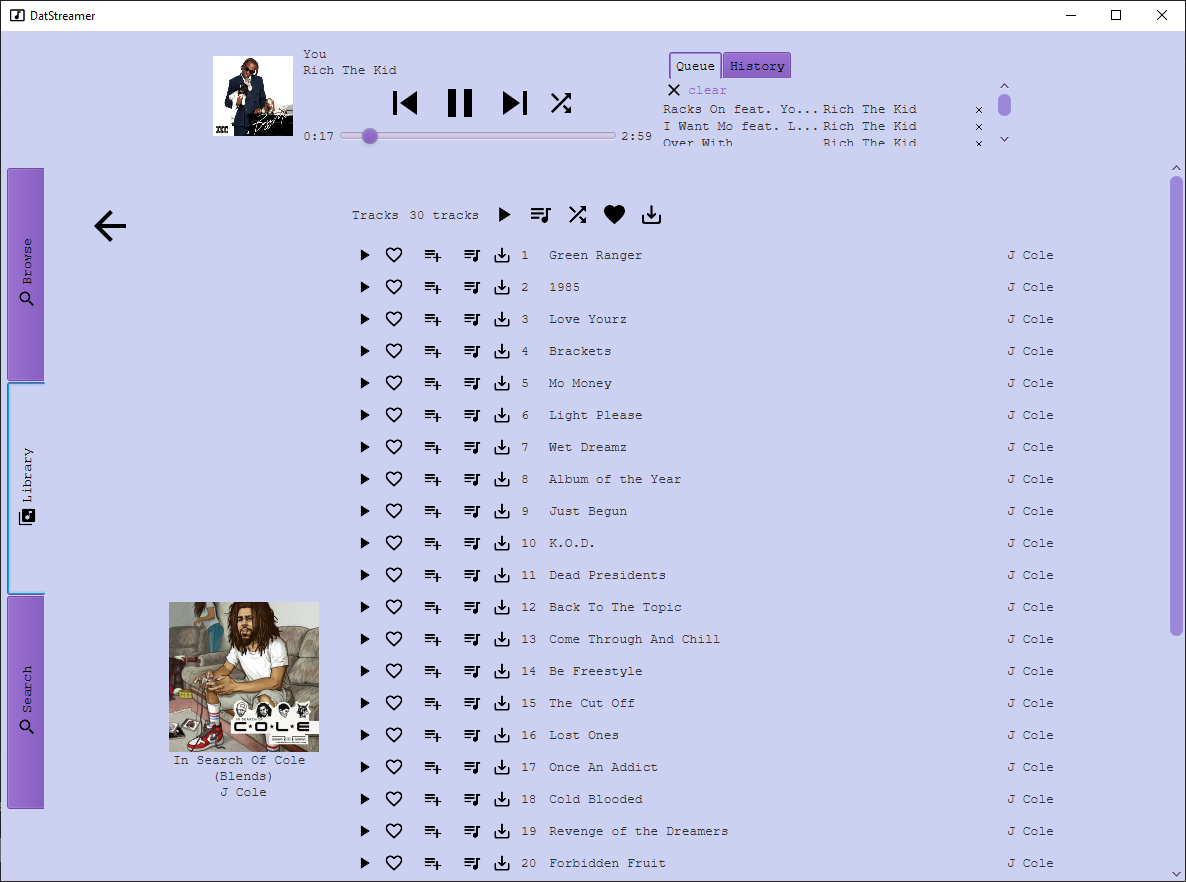 DatStreamer
You
Rich The Kid
0:17
2:59
Queue
History
clear
Racks On feat. Yo... Rich The Kid
I Want Mo feat. L... Rich The Kid
Over With Rich The Kid
Browse
Library
Search
Tracks 30 tracks
1 Green Ranger J Cole
2 1985 J Cole
3 Love Yourz J Cole
4 Brackets J Cole
5 Mo Money J Cole
6 Light Please J Cole
7 Wet Dreamz J Cole
8 Album of the Year J Cole
9 Just Begun J Cole
10 K.O.D. J Cole
11 Dead Presidents J Cole
12 Back To The Topic J Cole
13 Come Through And Chill J Cole
14 Be Freestyle J Cole
15 The Cut Off J Cole
16 Lost Ones J Cole
17 Once An Addict J Cole
18 Cold Blooded J Cole
19 Revenge of the Dreamers J Cole
20 Forbidden Fruit J Cole
IN SEARCH OF
C★O★L★E
In Search Of Cole
(Blends)
J Cole